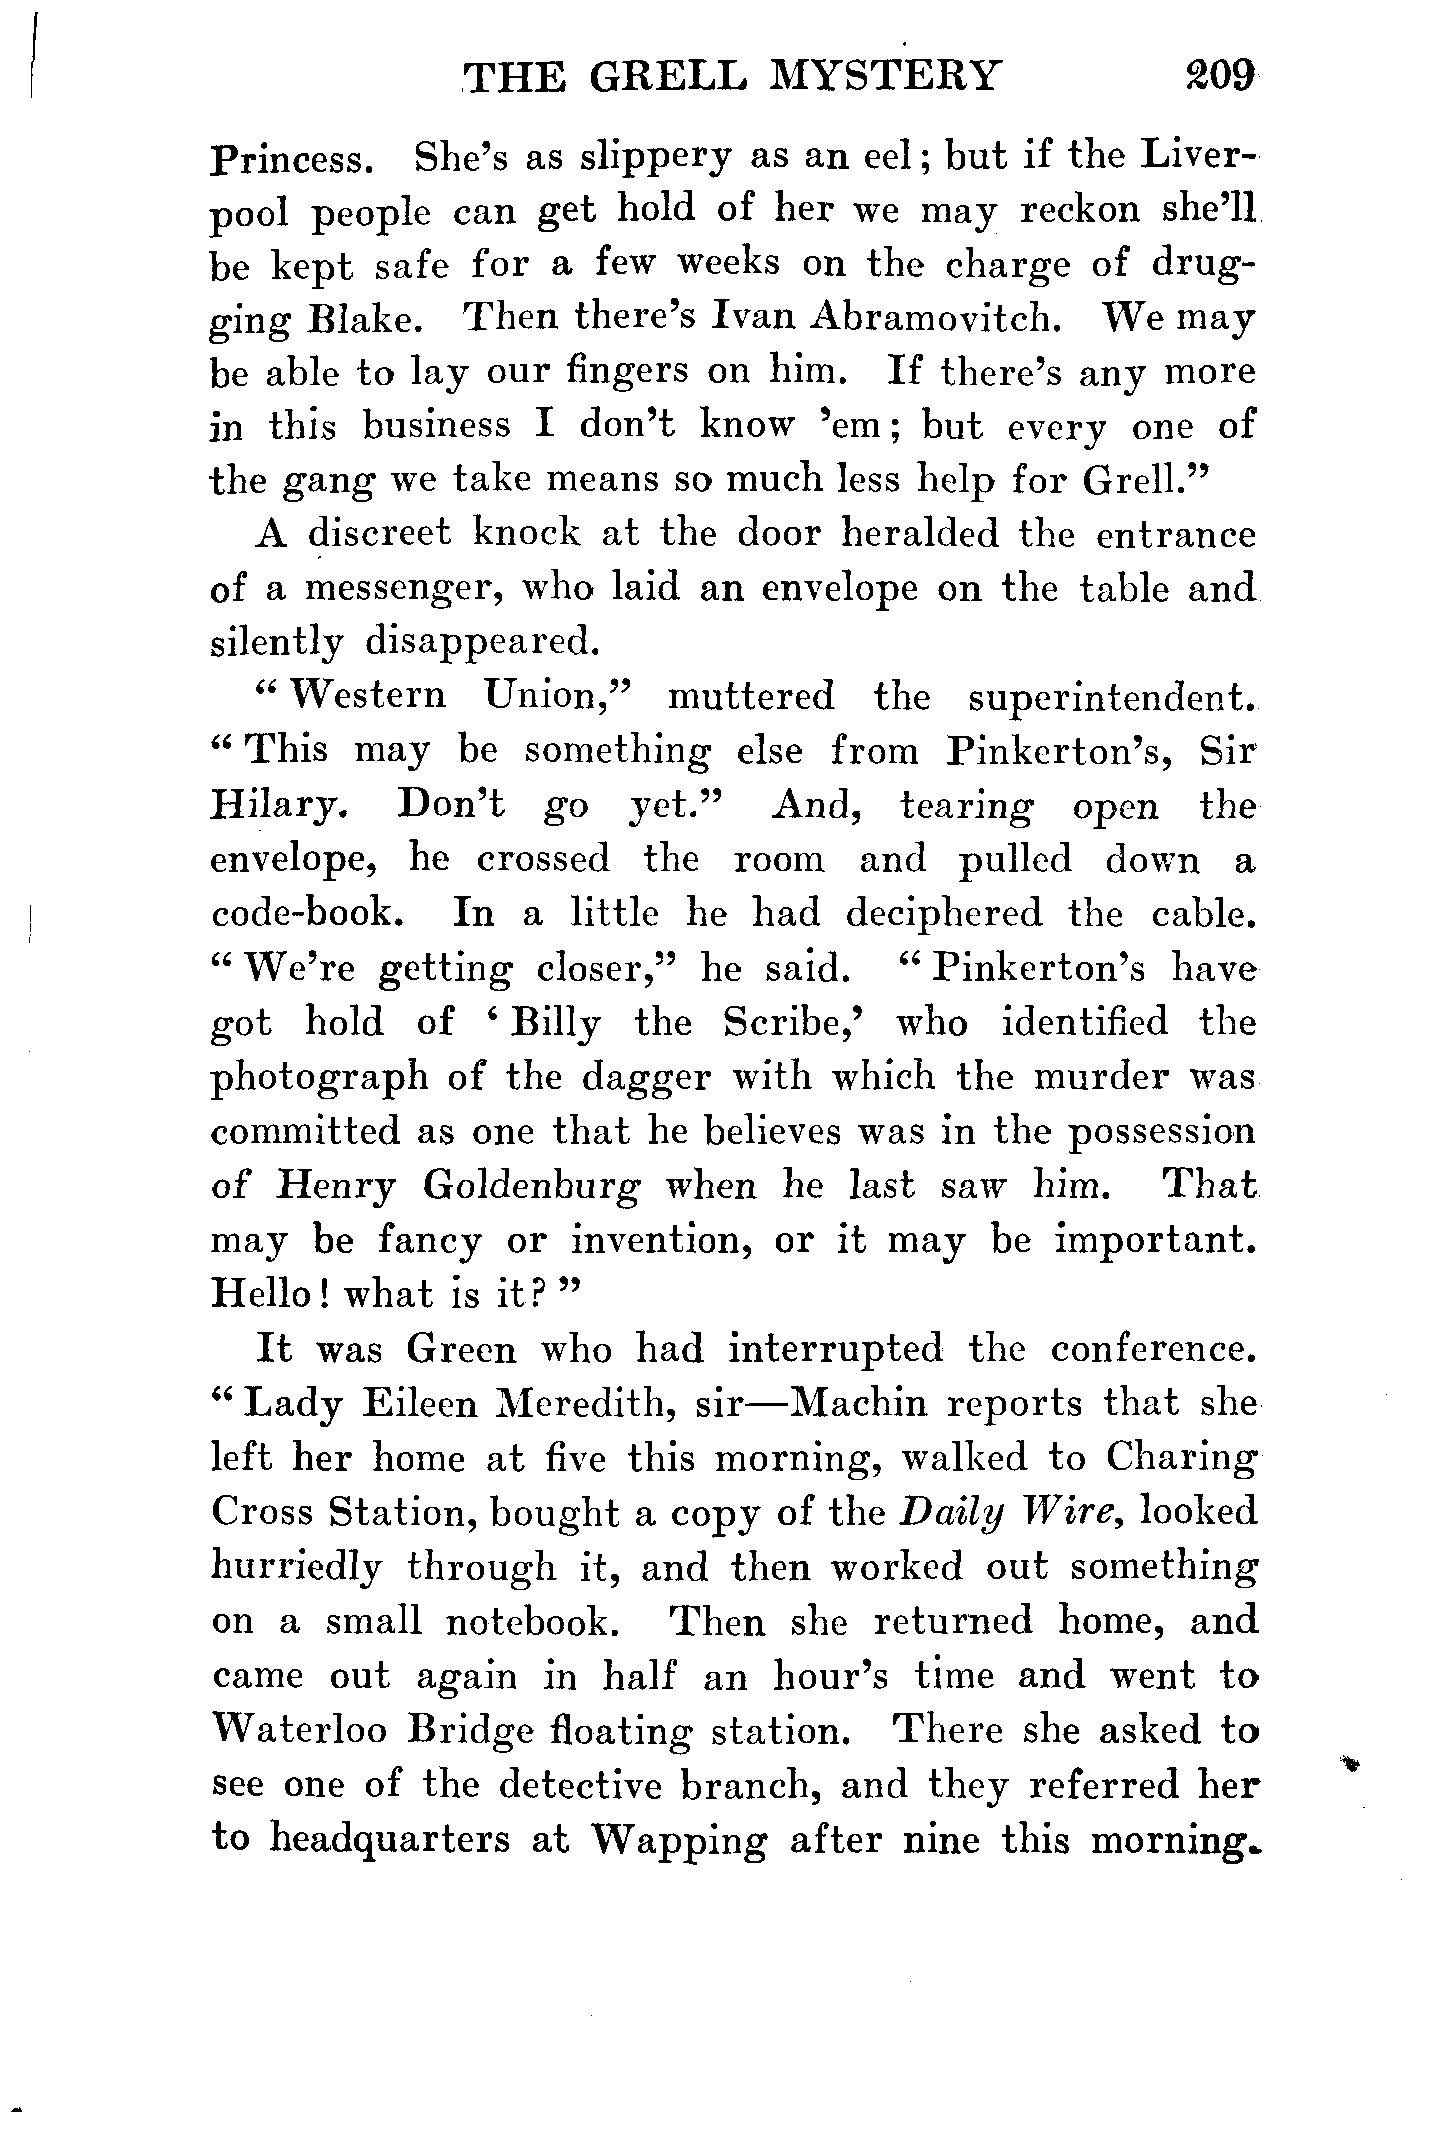 THE GRELL MYSTERY 209
Princess. She's as slippery as an eel; but if the Liver-
pool people can get hold of her we may reckon she'll
be kept safe for a few weeks on the charge of drug-
ging Blake. Then there's Ivan Abramovitch. We may
be able to lay our fingers on him. If there's any more
in this business I don't know 'em; but every one of
the gang we take means so much less help for Grell."
A discreet knock at the door heralded the entrance
of a messenger, who laid an envelope on the table and
silently disappeared.
"Western Union," muttered the superintendent.
"This may be something else from Pinkerton's, Sir
Hilary. Don't go yet." And, tearing open the
envelope, he crossed the room and pulled down a
code-book. In a little he had deciphered the cable.
"We're getting closer," he said. "Pinkerton's have
got hold of 'Billy the Scribe,' who identified the
photograph of the dagger with which the murder was
committed as one that he believes was in the possession
of Henry Goldenburg when he last saw him. That
may be fancy or invention, or it may be important.
Hello! what is it?"
It was Green who had interrupted the conference.
"Lady Eileen Meredith, sir—Machin reports that she
left her home at five this morning, walked to Charing
Cross Station, bought a copy of the Daily Wire, looked
hurriedly through it, and then worked out something
on a small notebook. Then she returned home, and
came out again in half an hour's time and went to
Waterloo Bridge floating station. There she asked to
see one of the detective branch, and they referred her
to headquarters at Wapping after nine this morning.